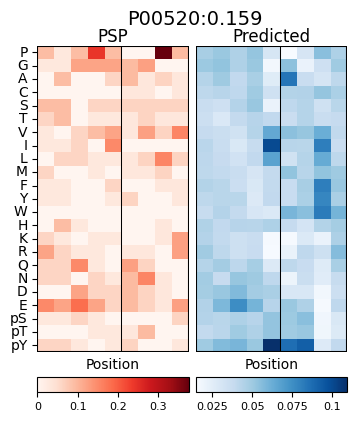 P00520:0.159
PSP Predicted
P
G
A
C
S
T
V
I
L
M
F
Y
W
H
K
R
Q
N
D
E
pS
pT
pY
Position Position
0 0.1 0.2 0.3 0.025 0.05 0.075 0.1